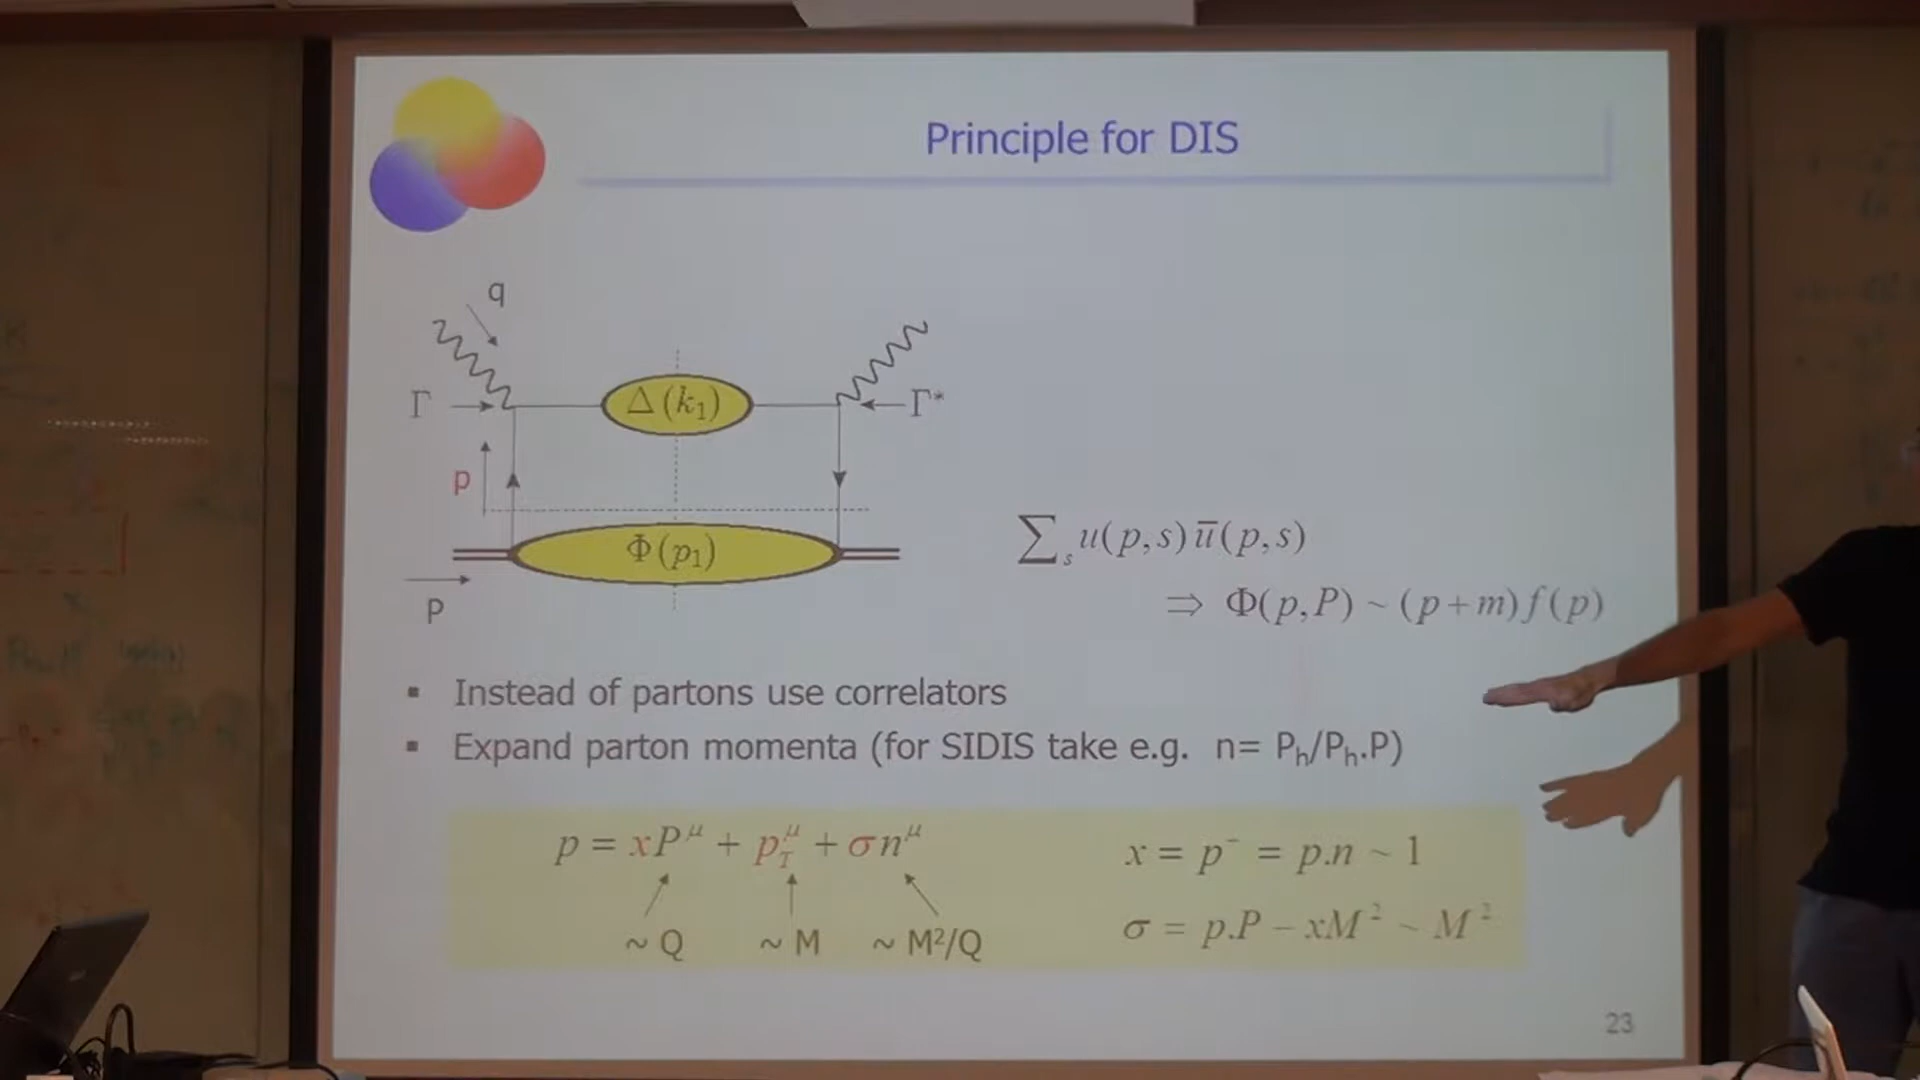 Principle for DIS
q
Γ
Δ(k₁)
Γ*
p
Φ(p₁)
P
∑ₛ u(p,s) ū(p,s)
⇒ Φ(p,P) ~ (p+m) f(p)
▪ Instead of partons use correlators
▪ Expand parton momenta (for SIDIS take e.g. n= Pₕ/Pₕ.P)
p = xP^μ + p_T^μ + σn^μ
x = p⁻ = p.n ~ 1
~ Q ~ M ~ M²/Q
σ = p.P − xM² ~ M²
23